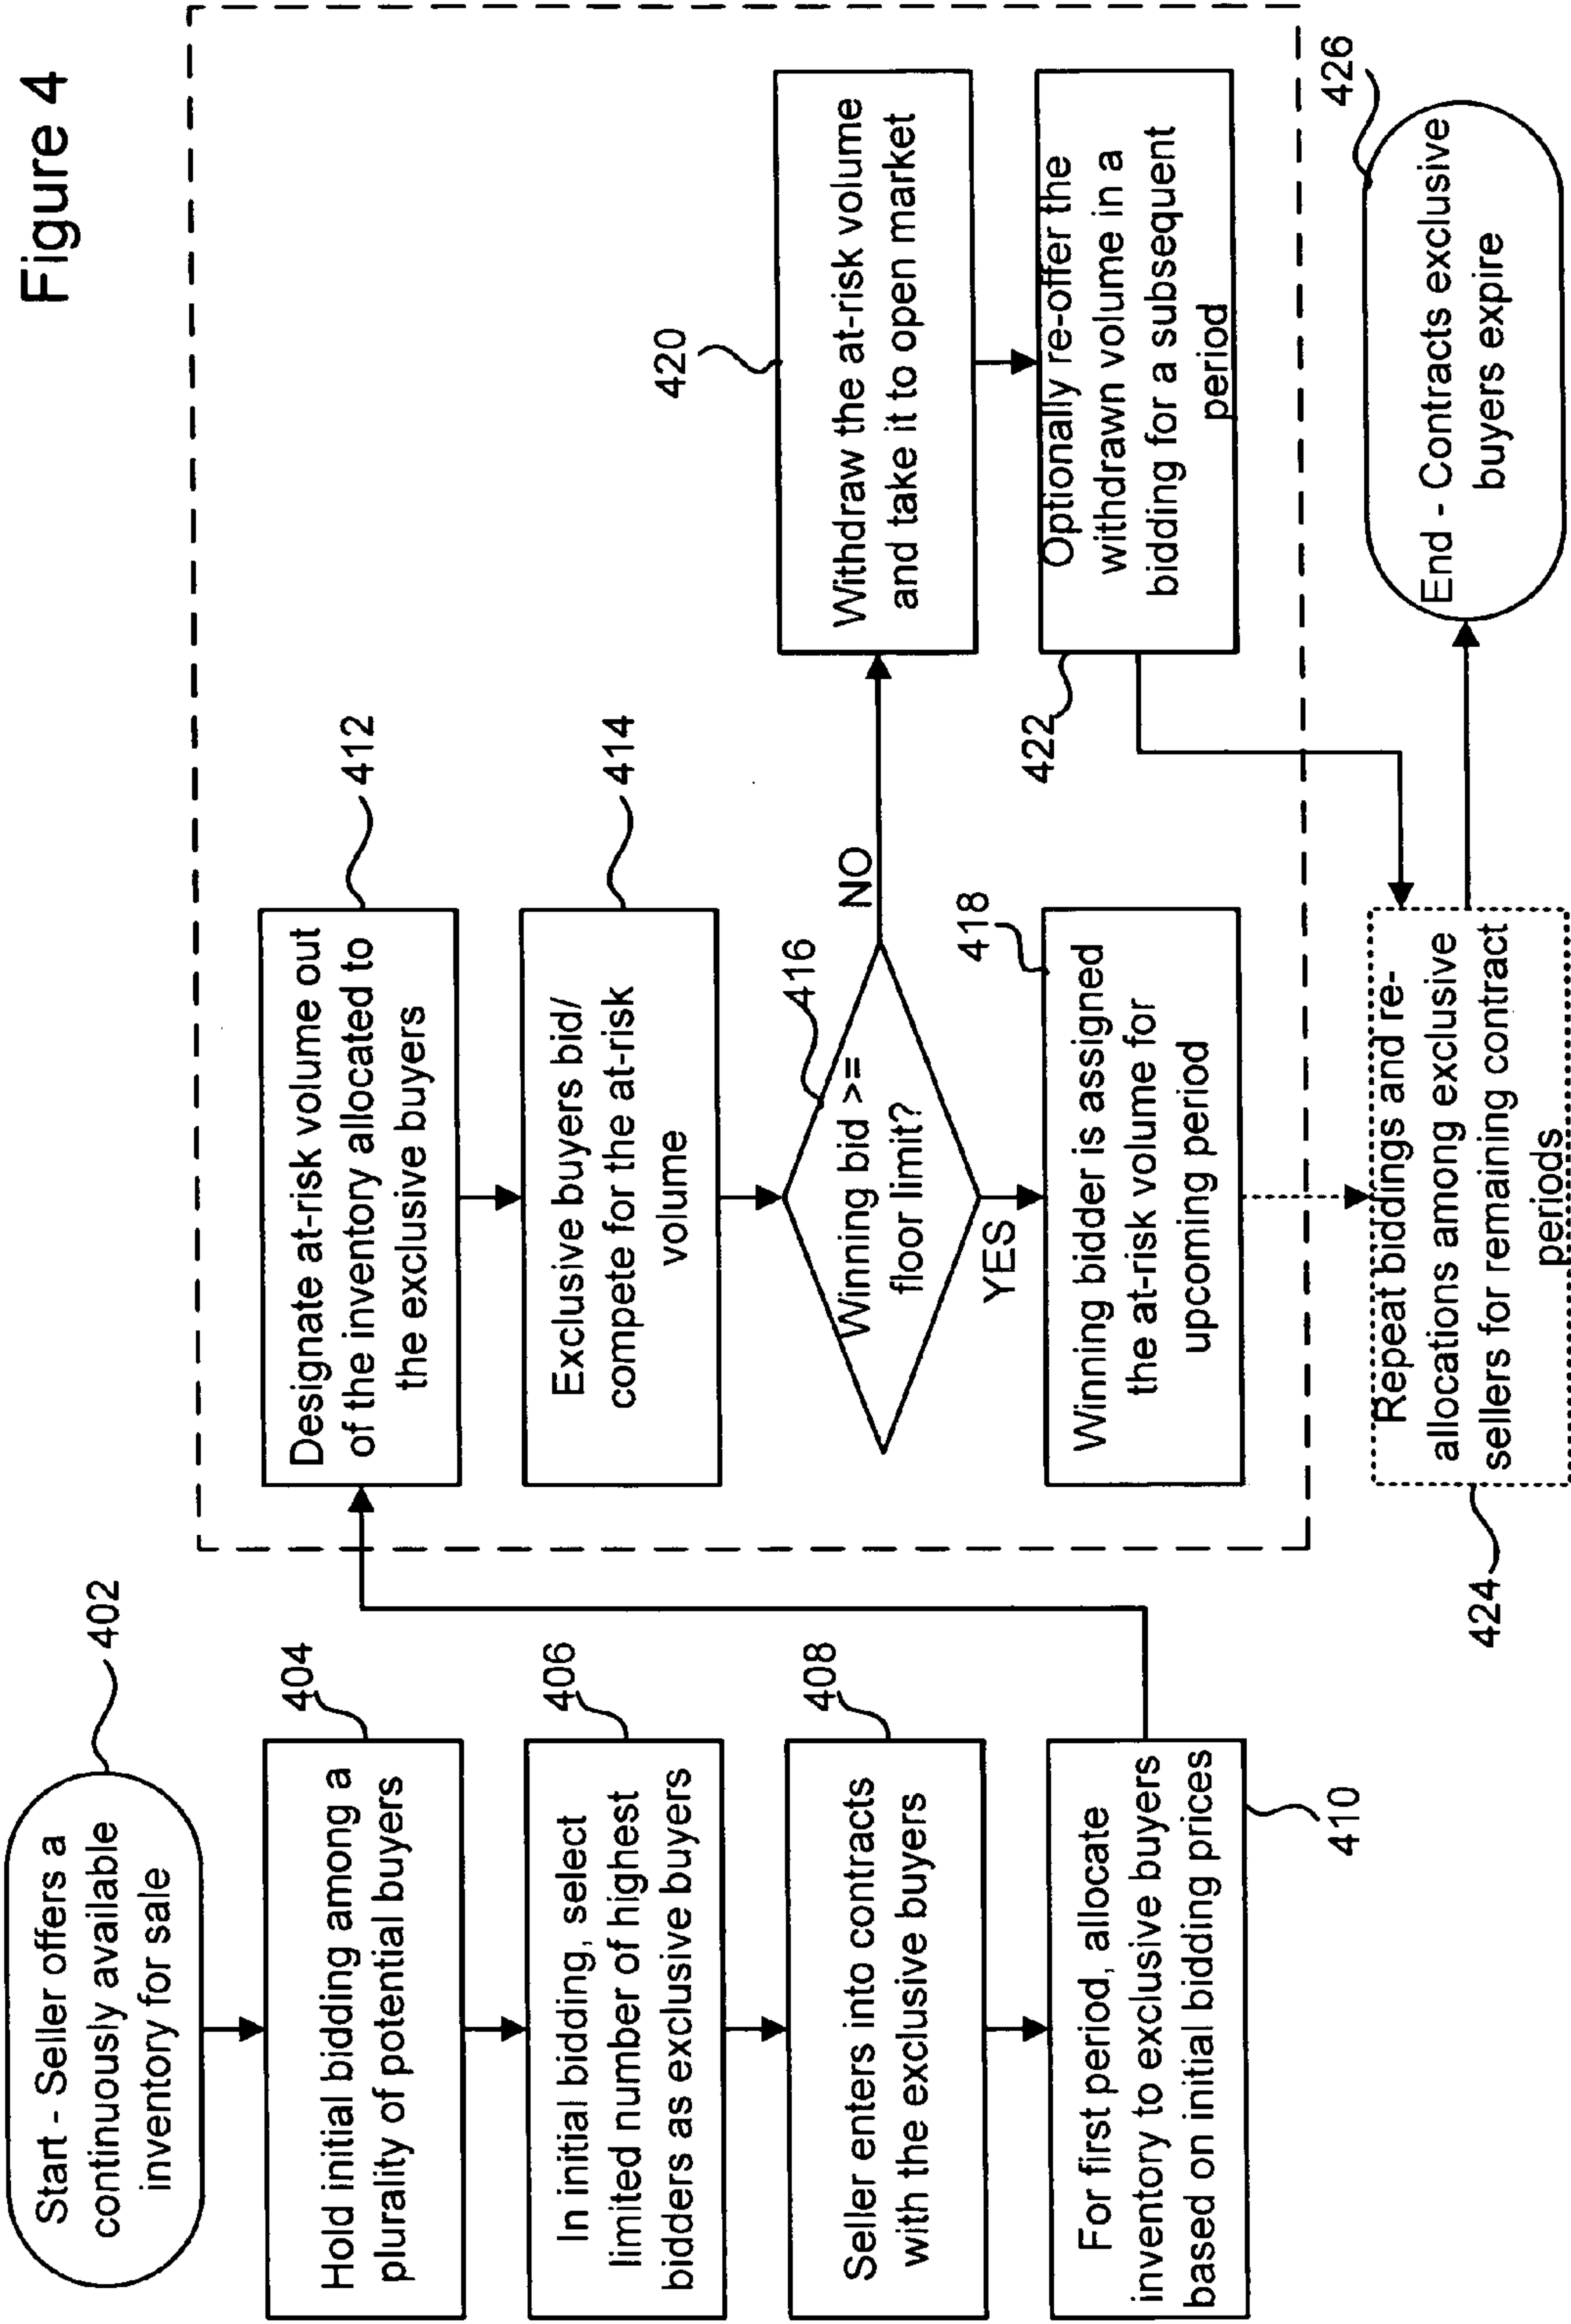 Figure 4
Start - Seller offers a
continuously available
inventory for sale
402
Hold initial bidding among a
plurality of potential buyers
404
In initial bidding, select
limited number of highest
bidders as exclusive buyers
406
Seller enters into contracts
with the exclusive buyers
408
For first period, allocate
inventory to exclusive buyers
based on initial bidding prices
410
Designate at-risk volume out
of the inventory allocated to
the exclusive buyers
412
Exclusive buyers bid/
compete for the at-risk
volume
414
Winning bid >=
floor limit?
416
NO
YES
Winning bidder is assigned
the at-risk volume for
upcoming period
418
Withdraw the at-risk volume
and take it to open market
420
Optionally re-offer the
withdrawn volume in a
bidding for a subsequent
period
422
Repeat biddings and re-
allocations among exclusive
sellers for remaining contract
periods
424
End - Contracts exclusive
buyers expire
426